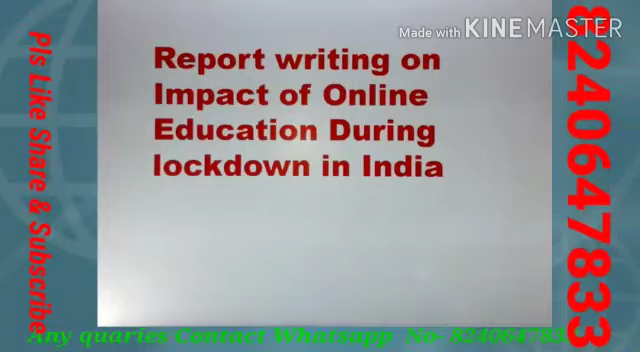 Made with KINEMASTER
Report writing on
Impact of Online
Education During
lockdown in India
Pls Like Share & Subscribe
8240647833
Any quaries Contact Whatsapp No- 824064783